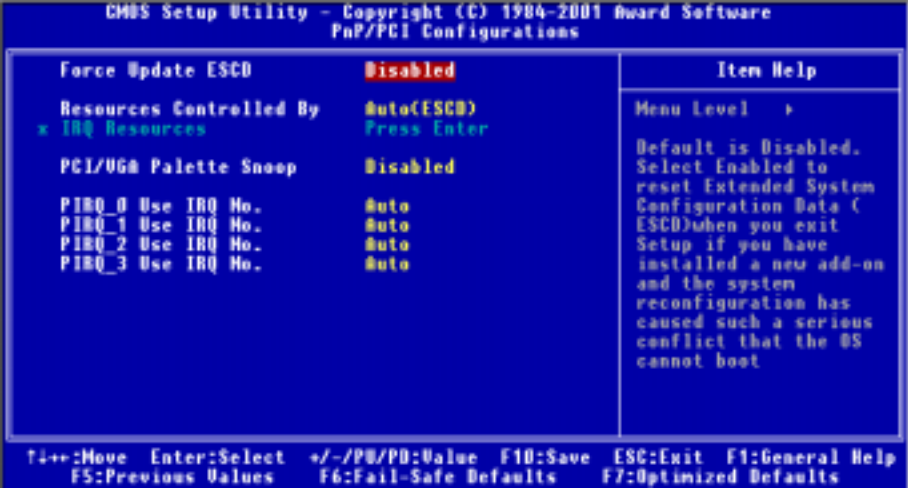 CMOS Setup Utility - Copyright (C) 1984-2001 Award Software
PnP/PCI Configurations
Force Update ESCD Disabled
Resources Controlled By Auto(ESCD)
x IRQ Resources Press Enter
PCI/VGA Palette Snoop Disabled
PIRQ_0 Use IRQ No. Auto
PIRQ_1 Use IRQ No. Auto
PIRQ_2 Use IRQ No. Auto
PIRQ_3 Use IRQ No. Auto
Item Help
Menu Level ▸
Default is Disabled.
Select Enabled to
reset Extended System
Configuration Data (
ESCD)when you exit
Setup if you have
installed a new add-on
and the system
reconfiguration has
caused such a serious
conflict that the OS
cannot boot
↑↓→←:Move Enter:Select +/-/PU/PD:Value F10:Save ESC:Exit F1:General Help
F5:Previous Values F6:Fail-Safe Defaults F7:Optimized Defaults